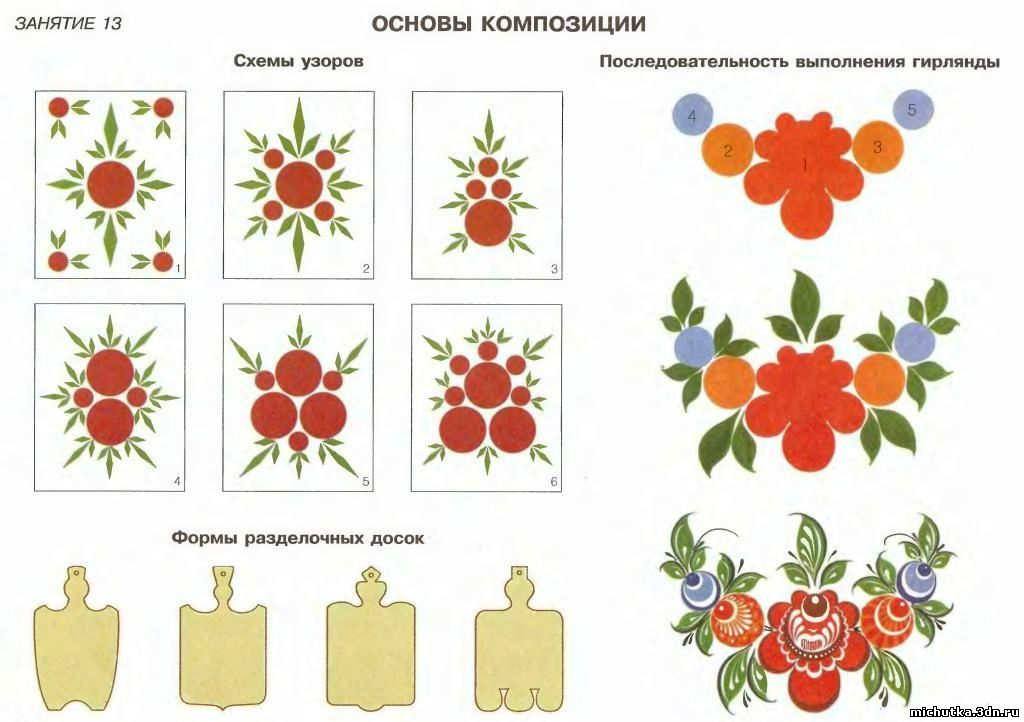 ЗАНЯТИЕ 13
ОСНОВЫ КОМПОЗИЦИИ
Схемы узоров
Последовательность выполнения гирлянды
1
2
3
4
5
6
4
5
2
3
1
Формы разделочных досок
michutka.3dn.ru